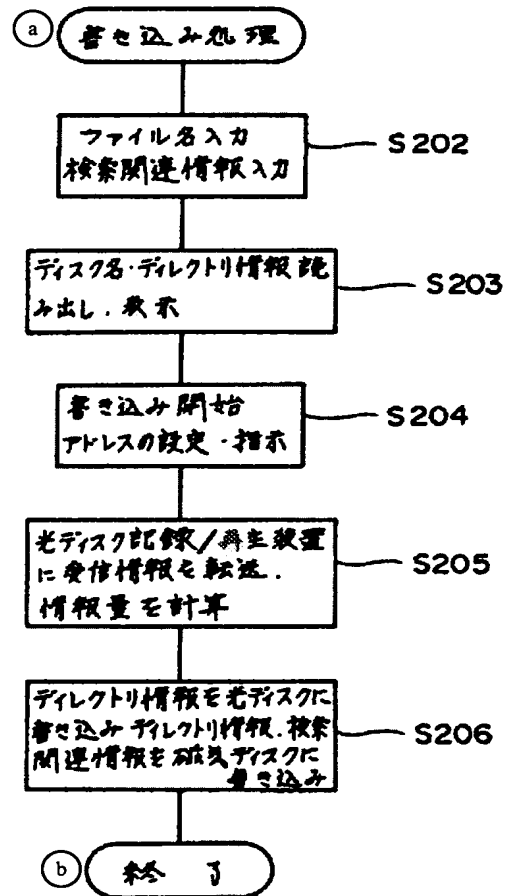 a
書き込み処理
ファイル名入力
検索関連情報入力
S202
ディスク名・ディレクトリ情報読
み出し.表示
S203
書き込み開始
アドレスの設定・指示
S204
光ディスク記録/再生装置
に受信情報を転送.
情報量を計算
S205
ディレクトリ情報を光ディスクに
書き込みディレクトリ情報.検索
関連情報を磁気ディスクに
書き込み
S206
b
終了